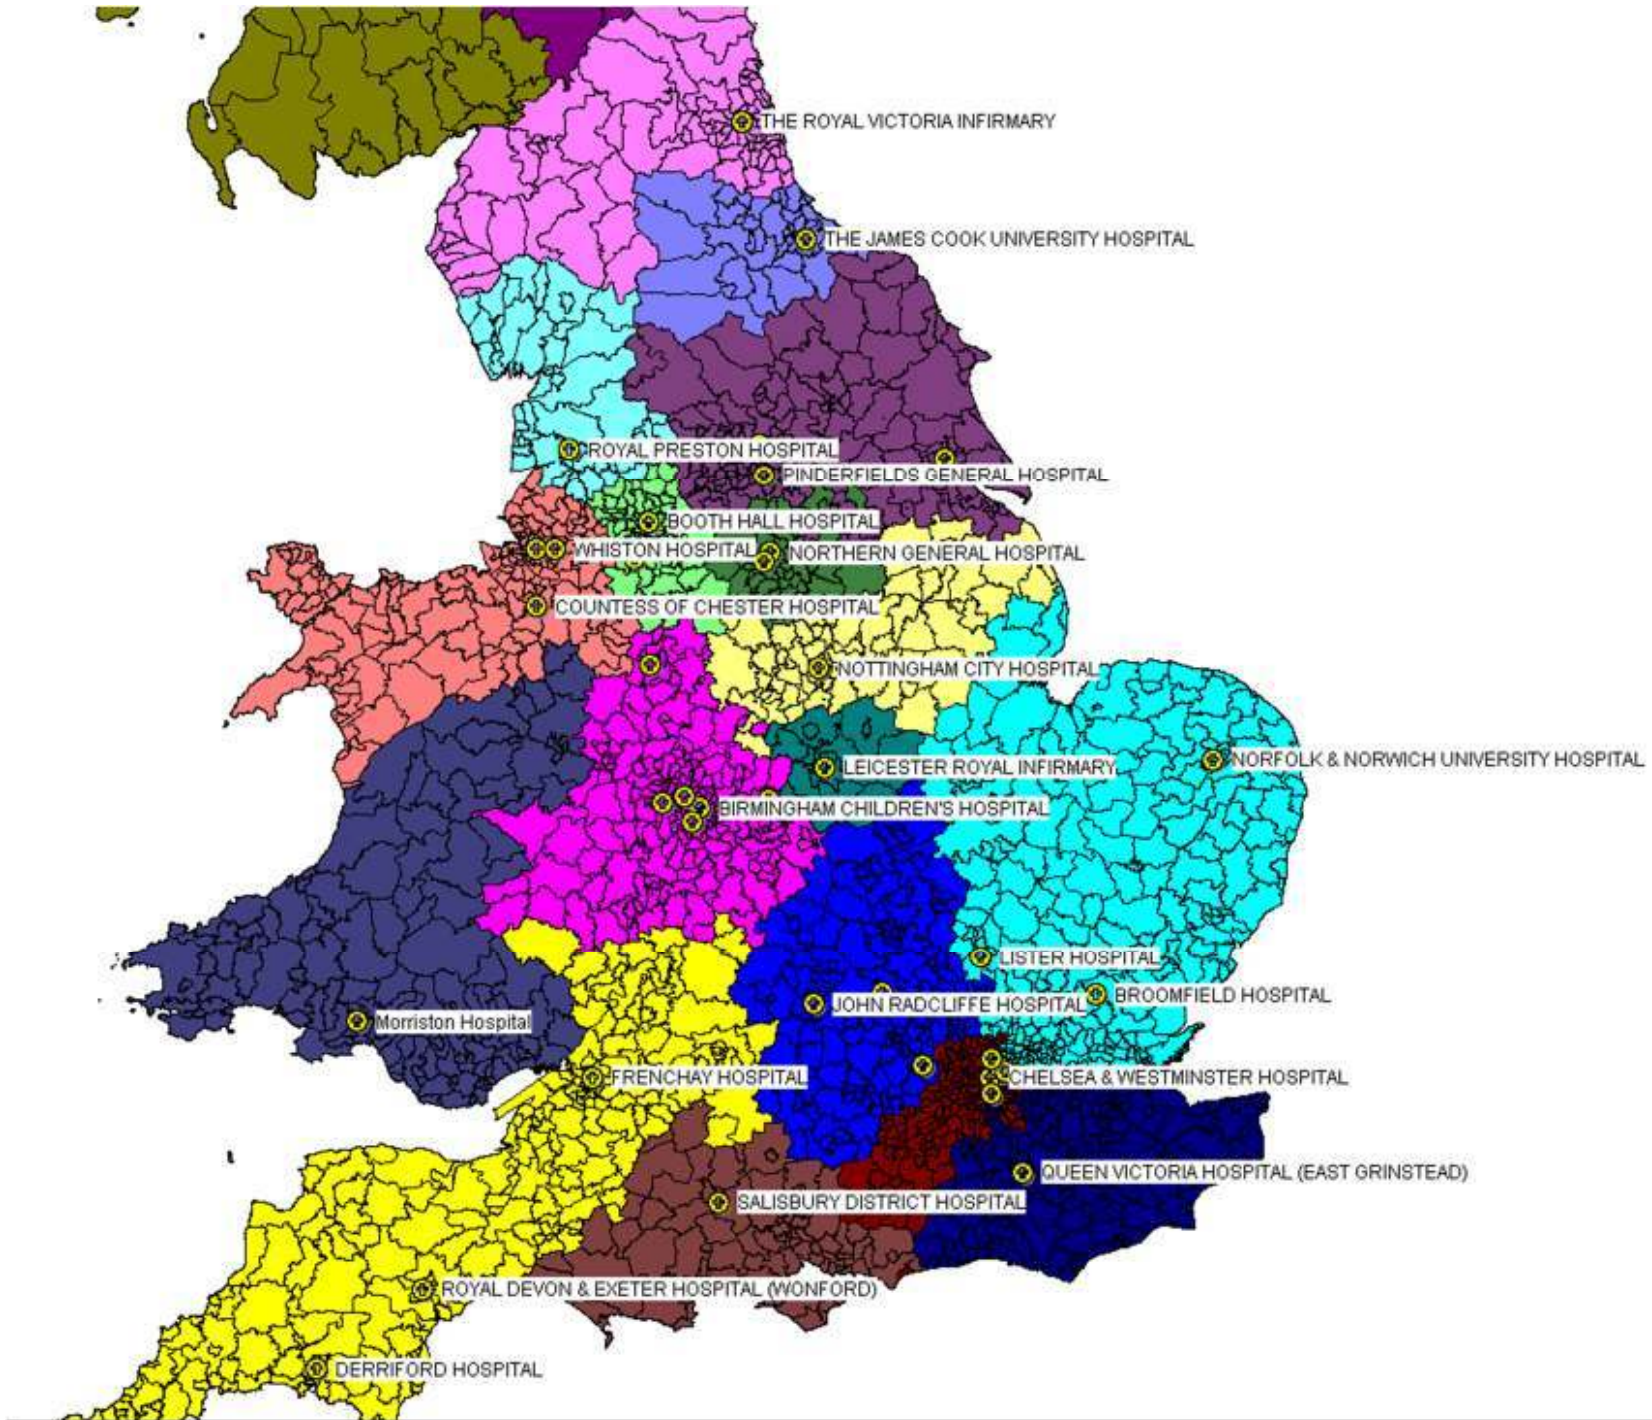 THE ROYAL VICTORIA INFIRMARY
THE JAMES COOK UNIVERSITY HOSPITAL
ROYAL PRESTON HOSPITAL
PINDERFIELDS GENERAL HOSPITAL
BOOTH HALL HOSPITAL
WHISTON HOSPITAL
NORTHERN GENERAL HOSPITAL
COUNTESS OF CHESTER HOSPITAL
NOTTINGHAM CITY HOSPITAL
NORFOLK & NORWICH UNIVERSITY HOSPITAL
LEICESTER ROYAL INFIRMARY
BIRMINGHAM CHILDREN'S HOSPITAL
LISTER HOSPITAL
BROOMFIELD HOSPITAL
JOHN RADCLIFFE HOSPITAL
Morriston Hospital
FRENCHAY HOSPITAL
CHELSEA & WESTMINSTER HOSPITAL
QUEEN VICTORIA HOSPITAL (EAST GRINSTEAD)
SALISBURY DISTRICT HOSPITAL
ROYAL DEVON & EXETER HOSPITAL (WONFORD)
DERRIFORD HOSPITAL